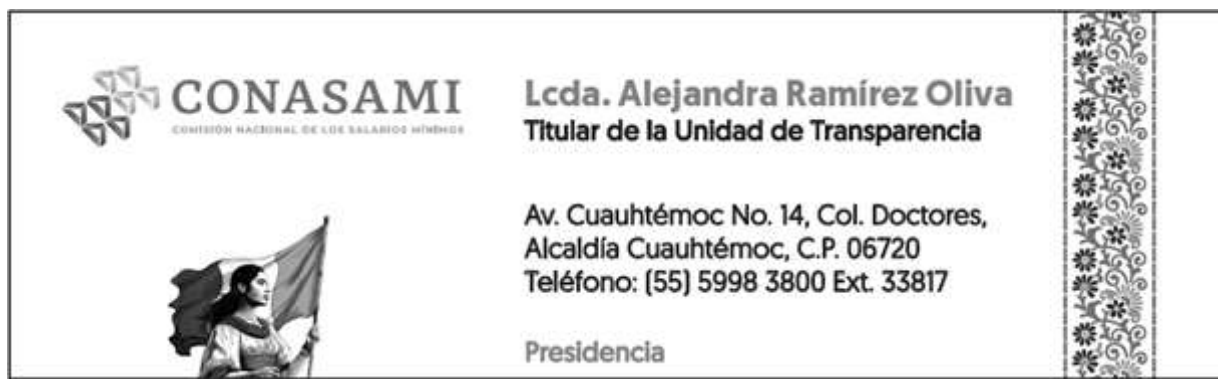 CONASAMI
COMISIÓN NACIONAL DE LOS SALARIOS MÍNIMOS
Lcda. Alejandra Ramírez Oliva
Titular de la Unidad de Transparencia
Av. Cuauhtémoc No. 14, Col. Doctores,
Alcaldía Cuauhtémoc, C.P. 06720
Teléfono: (55) 5998 3800 Ext. 33817
Presidencia